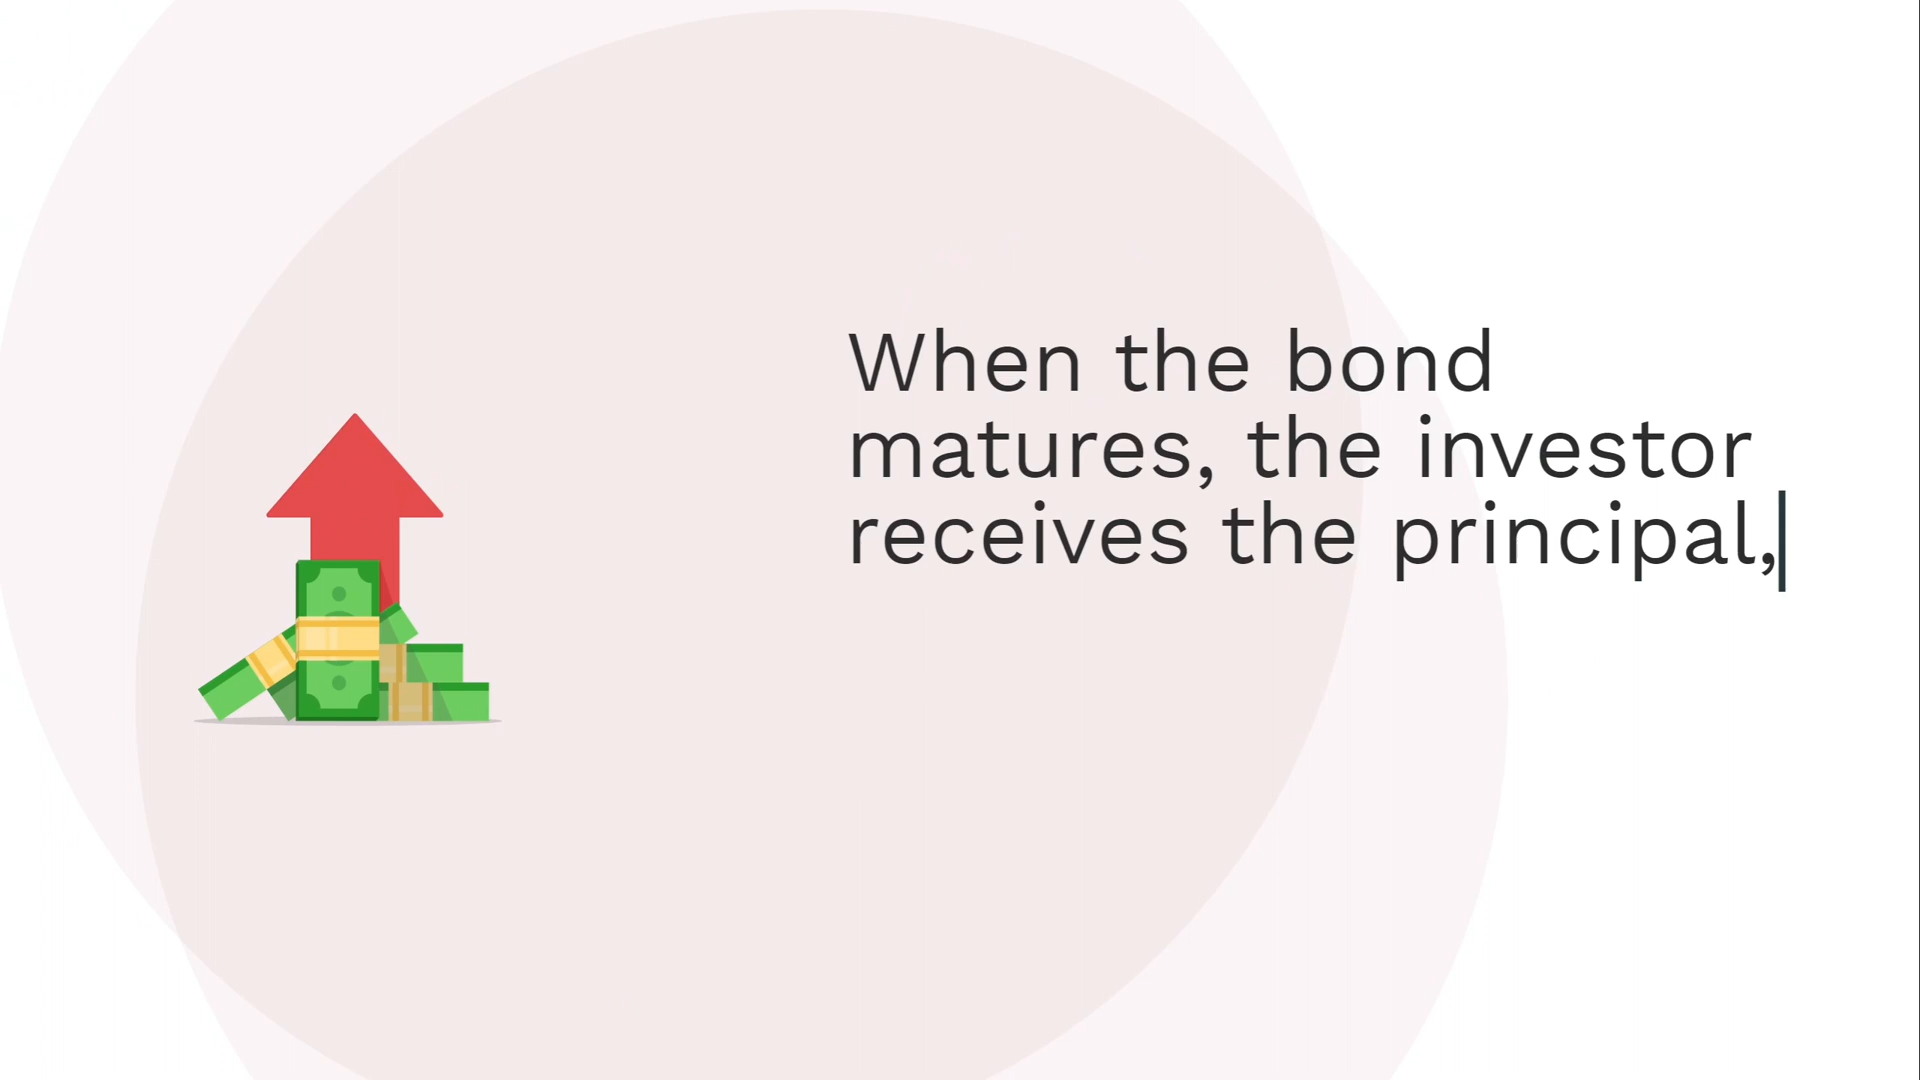 When the bond
matures, the investor
receives the principal,